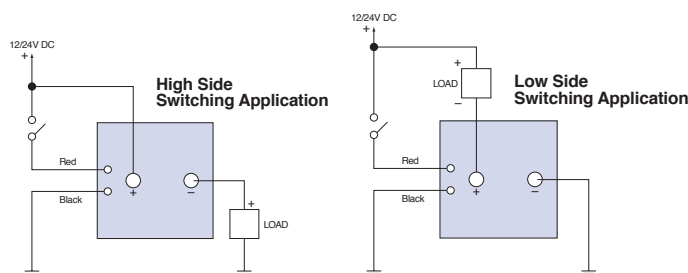 12/24V DC
+
High Side
Switching Application
Red
Black
+
−
+
LOAD
12/24V DC
+
+
LOAD
−
Low Side
Switching Application
Red
Black
+
−